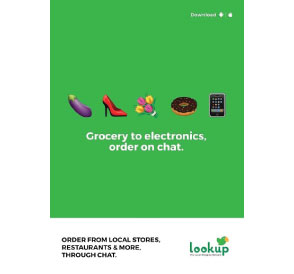 Download
Grocery to electronics,
order on chat.
lookup
ORDER FROM LOCAL STORES,
RESTAURANTS & MORE,
THROUGH CHAT.